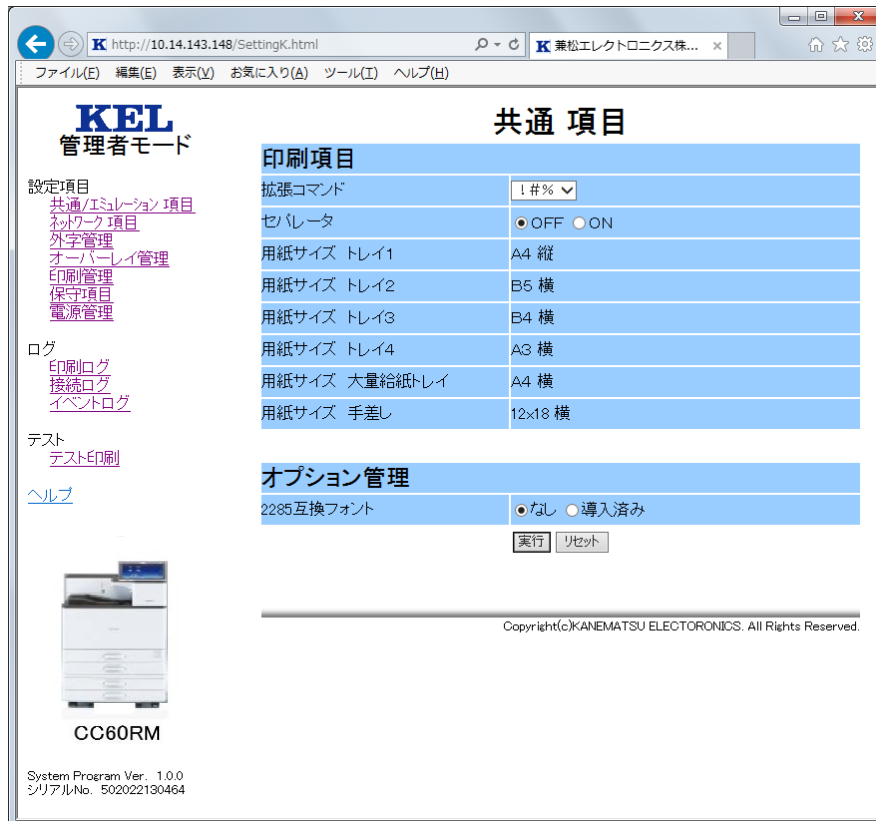 http://10.14.143.148/SettingK.html
兼松エレクトロニクス株...
ファイル(F) 編集(E) 表示(V) お気に入り(A) ツール(T) ヘルプ(H)
KEL
管理者モード
設定項目
共通/エミュレーション 項目
ネットワーク 項目
外字管理
オーバーレイ管理
印刷管理
保守項目
電源管理
ログ
印刷ログ
接続ログ
イベントログ
テスト
テスト印刷
ヘルプ
CC60RM
System Program Ver. 1.0.0
シリアルNo. 502022130464
共通 項目
印刷項目
拡張コマンド !#%
セパレータ OFF ON
用紙サイズ トレイ1 A4 縦
用紙サイズ トレイ2 B5 横
用紙サイズ トレイ3 B4 横
用紙サイズ トレイ4 A3 横
用紙サイズ 大量給紙トレイ A4 横
用紙サイズ 手差し 12x18 横
オプション管理
2285互換フォント なし 導入済み
実行 リセット
Copyright(c)KANEMATSU ELECTORONICS. All Rights Reserved.